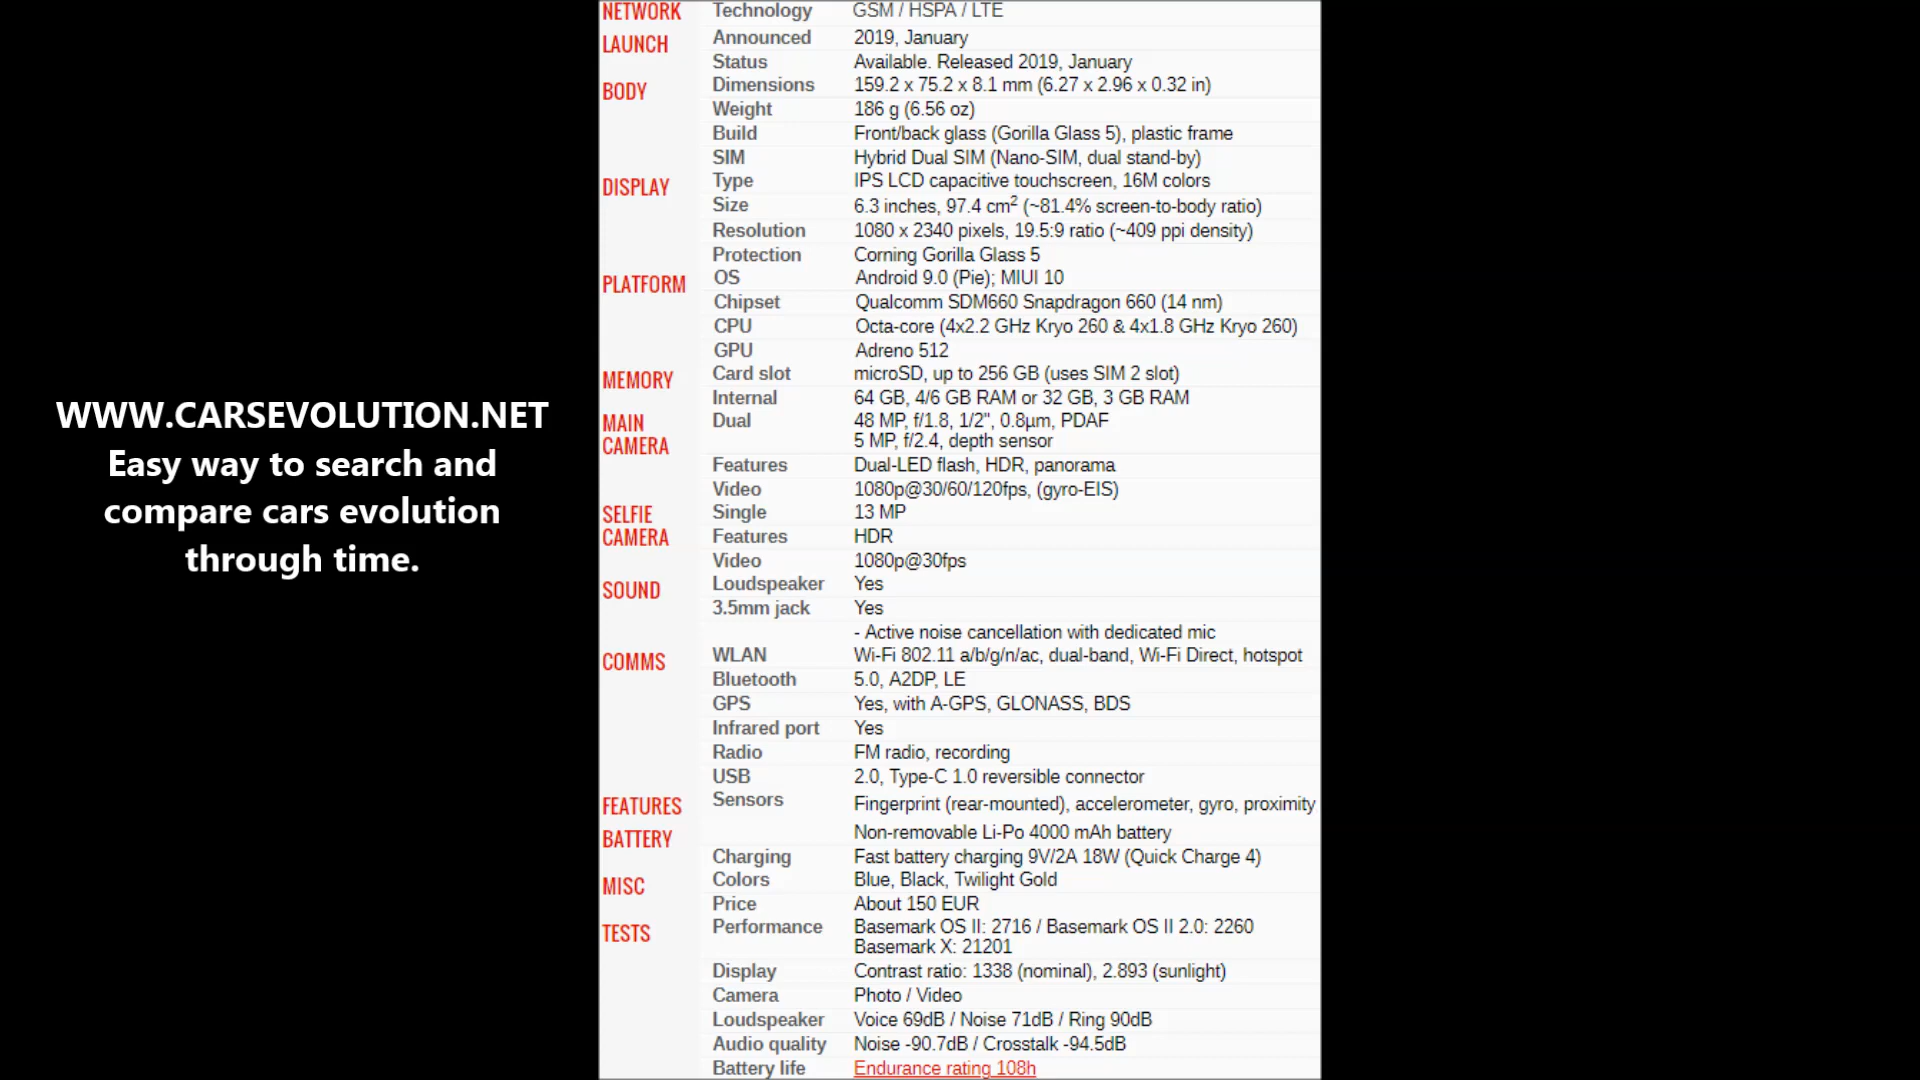 WWW.CARSEVOLUTION.NET
Easy way to search and
compare cars evolution
through time.
NETWORK Technology GSM / HSPA / LTE
LAUNCH Announced 2019, January
Status Available. Released 2019, January
BODY Dimensions 159.2 x 75.2 x 8.1 mm (6.27 x 2.96 x 0.32 in)
Weight 186 g (6.56 oz)
Build Front/back glass (Gorilla Glass 5), plastic frame
SIM Hybrid Dual SIM (Nano-SIM, dual stand-by)
DISPLAY Type IPS LCD capacitive touchscreen, 16M colors
Size 6.3 inches, 97.4 cm² (~81.4% screen-to-body ratio)
Resolution 1080 x 2340 pixels, 19.5:9 ratio (~409 ppi density)
Protection Corning Gorilla Glass 5
PLATFORM OS Android 9.0 (Pie); MIUI 10
Chipset Qualcomm SDM660 Snapdragon 660 (14 nm)
CPU Octa-core (4x2.2 GHz Kryo 260 & 4x1.8 GHz Kryo 260)
GPU Adreno 512
MEMORY Card slot microSD, up to 256 GB (uses SIM 2 slot)
Internal 64 GB, 4/6 GB RAM or 32 GB, 3 GB RAM
MAIN CAMERA Dual 48 MP, f/1.8, 1/2", 0.8µm, PDAF
5 MP, f/2.4, depth sensor
Features Dual-LED flash, HDR, panorama
Video 1080p@30/60/120fps, (gyro-EIS)
SELFIE CAMERA Single 13 MP
Features HDR
Video 1080p@30fps
SOUND Loudspeaker Yes
3.5mm jack Yes
- Active noise cancellation with dedicated mic
COMMS WLAN Wi-Fi 802.11 a/b/g/n/ac, dual-band, Wi-Fi Direct, hotspot
Bluetooth 5.0, A2DP, LE
GPS Yes, with A-GPS, GLONASS, BDS
Infrared port Yes
Radio FM radio, recording
USB 2.0, Type-C 1.0 reversible connector
FEATURES Sensors Fingerprint (rear-mounted), accelerometer, gyro, proximity
BATTERY Non-removable Li-Po 4000 mAh battery
Charging Fast battery charging 9V/2A 18W (Quick Charge 4)
MISC Colors Blue, Black, Twilight Gold
Price About 150 EUR
TESTS Performance Basemark OS II: 2716 / Basemark OS II 2.0: 2260
Basemark X: 21201
Display Contrast ratio: 1338 (nominal), 2.893 (sunlight)
Camera Photo / Video
Loudspeaker Voice 69dB / Noise 71dB / Ring 90dB
Audio quality Noise -90.7dB / Crosstalk -94.5dB
Battery life Endurance rating 108h